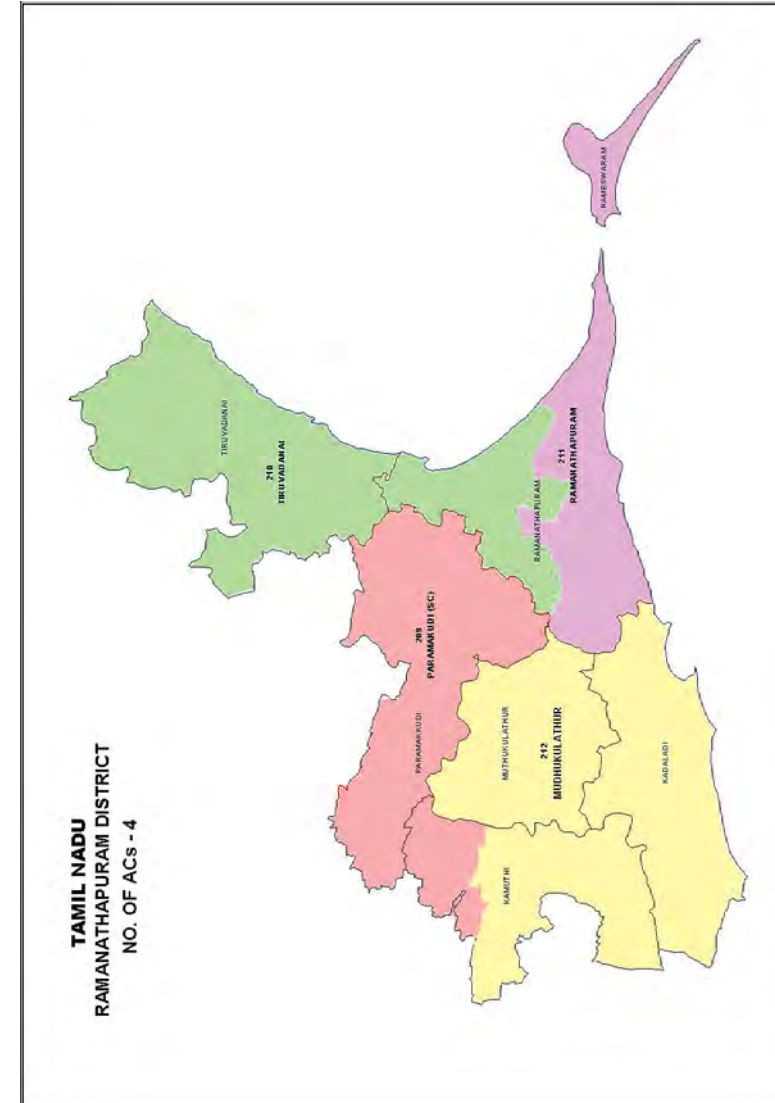 TAMIL NADU
RAMANATHAPURAM DISTRICT
NO. OF ACs - 4
TIRUVADANAI
210
TIRUVADANAI
RAMESWARAM
RAMANATHAPURAM
211
RAMANATHAPURAM
209
PARAMAKUDI (SC)
PARAMAKKUDI
MUTHUKULATHUR
212
MUDHUKULATHUR
KADALADI
KAMUTHI